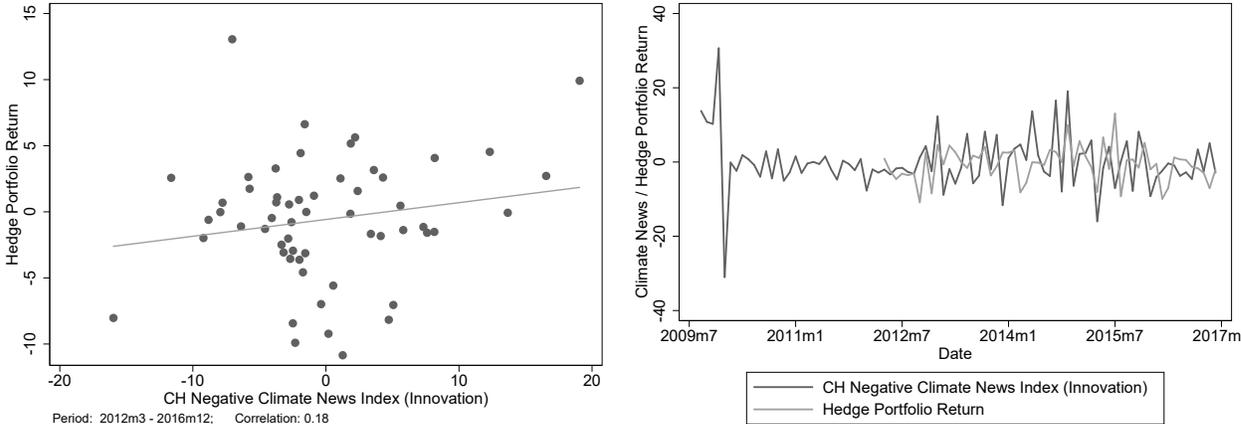 15
10
5
0
-5
-10
Hedge Portfolio Return
-20
-10
0
10
20
CH Negative Climate News Index (Innovation)
Period: 2012m3 - 2016m12; Correlation: 0.18
40
20
0
-20
-40
Climate News / Hedge Portfolio Return
2009m7
2011m1
2012m7
2014m1
2015m7
2017m
Date
CH Negative Climate News Index (Innovation)
Hedge Portfolio Return